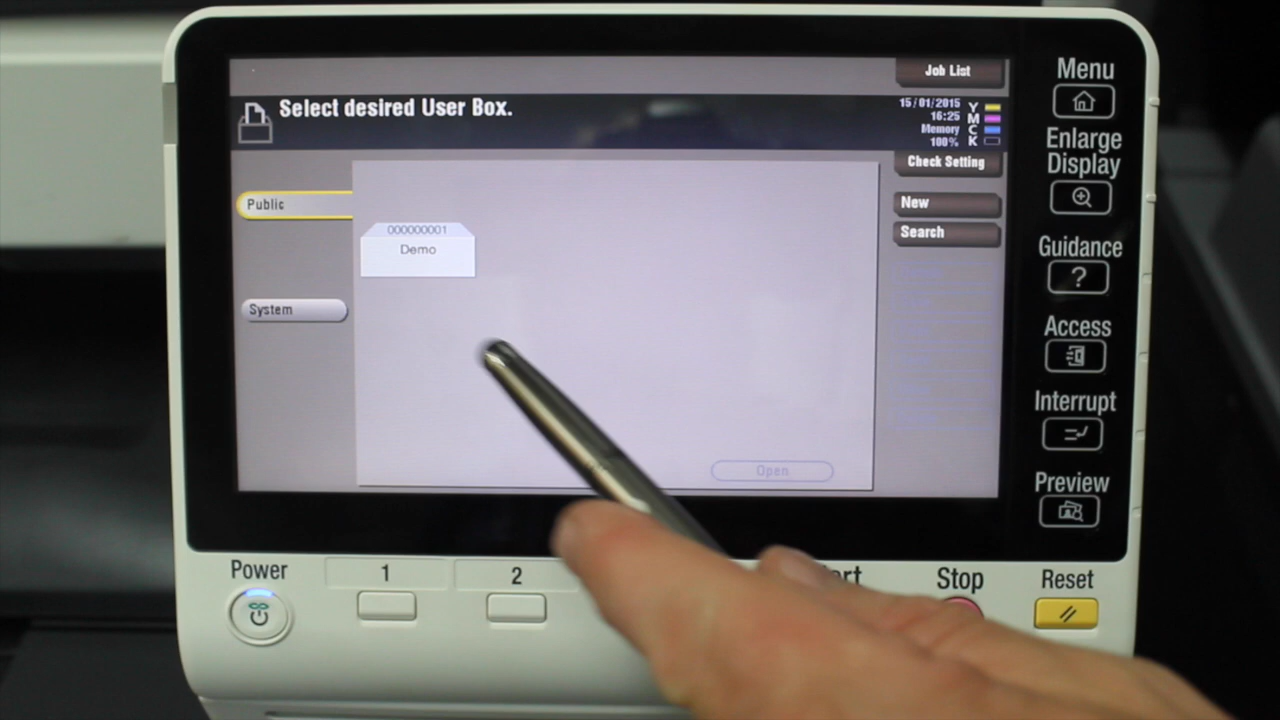 Job List
Select desired User Box.
15/01/2015
16:25
Memory
100%
Y
M
C
K
Check Setting
Public
New
Search
000000001
Demo
System
Open
Menu
Enlarge
Display
Guidance
?
Access
Interrupt
Preview
Power
1
2
Stop
Reset